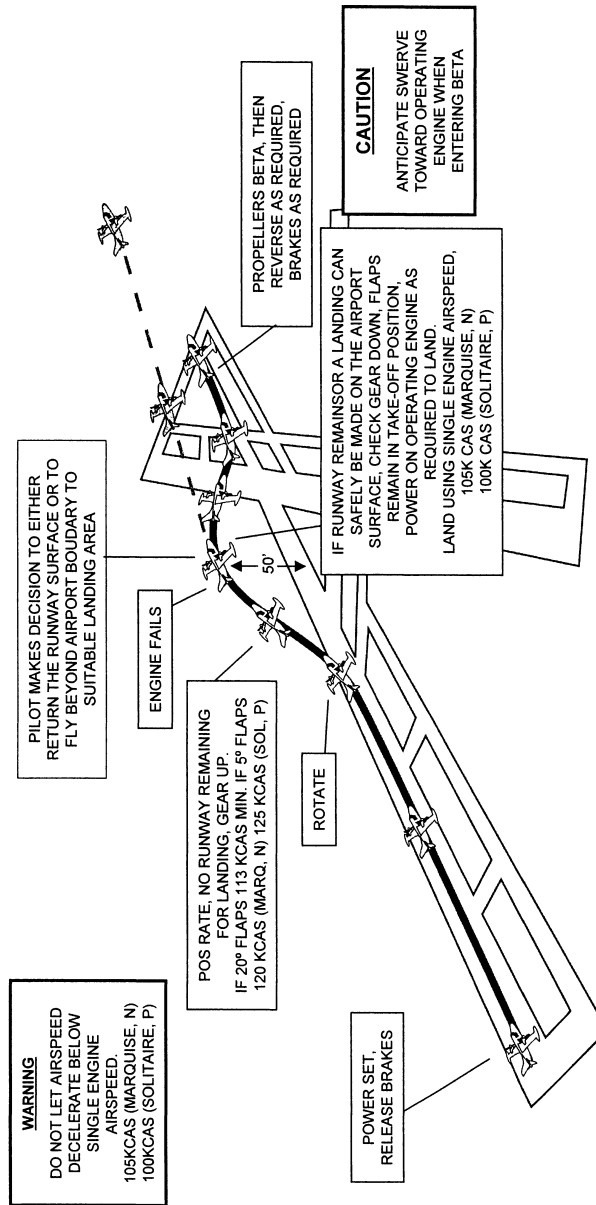 WARNING
DO NOT LET AIRSPEED
DECELERATE BELOW
SINGLE ENGINE
AIRSPEED.
105KCAS (MARQUISE, N)
100KCAS (SOLITAIRE, P)
POWER SET,
RELEASE BRAKES
POS RATE, NO RUNWAY REMAINING
FOR LANDING, GEAR UP.
IF 20º FLAPS 113 KCAS MIN. IF 5º FLAPS
120 KCAS (MARQ, N) 125 KCAS (SOL, P)
ROTATE
ENGINE FAILS
PILOT MAKES DECISION TO EITHER
RETURN THE RUNWAY SURFACE OR TO
FLY BEYOND AIRPORT BOUDARY TO
SUITABLE LANDING AREA
50'
IF RUNWAY REMAINSOR A LANDING CAN
SAFELY BE MADE ON THE AIRPORT
SURFACE, CHECK GEAR DOWN, FLAPS
REMAIN IN TAKE-OFF POSITION,
POWER ON OPERATING ENGINE AS
REQUIRED TO LAND.
LAND USING SINGLE ENGINE AIRSPEED,
105K CAS (MARQUISE, N)
100K CAS (SOLITAIRE, P)
PROPELLERS BETA, THEN
REVERSE AS REQUIRED,
BRAKES AS REQUIRED
CAUTION
ANTICIPATE SWERVE
TOWARD OPERATING
ENGINE WHEN
ENTERING BETA